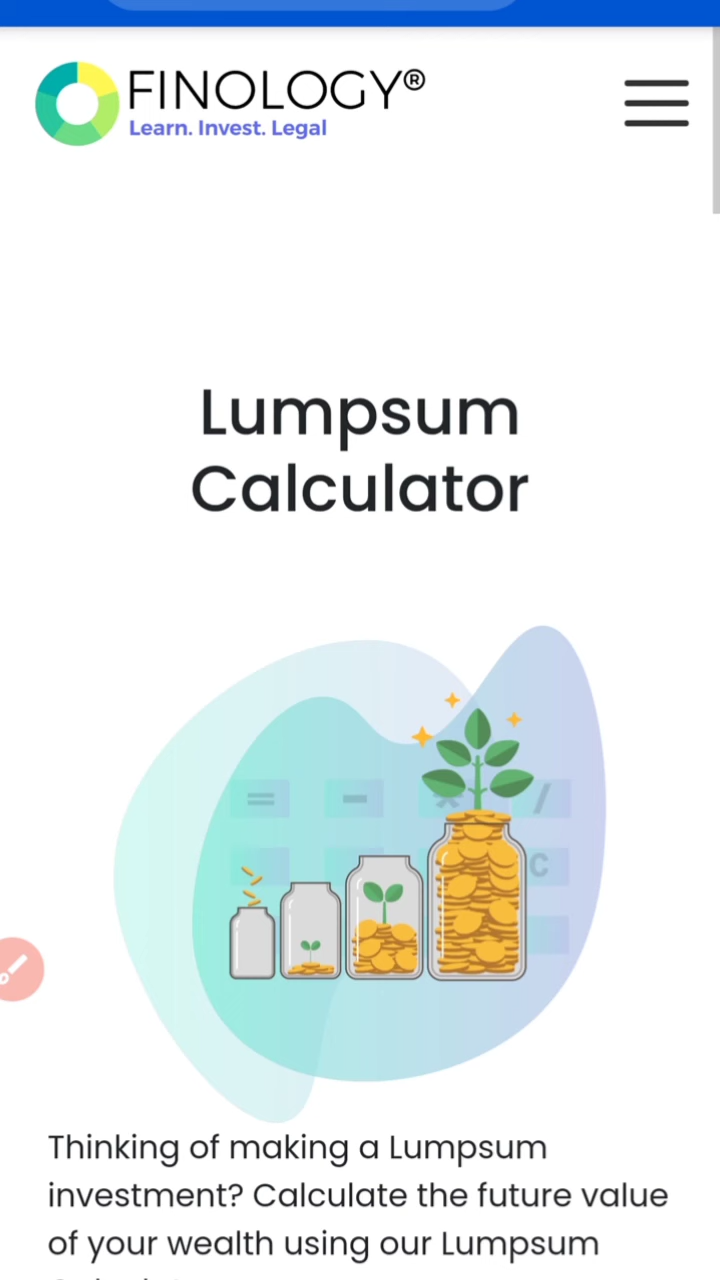 FINOLOGY®
Learn. Invest. Legal
Lumpsum
Calculator
= - × /
C
Thinking of making a Lumpsum
investment? Calculate the future value
of your wealth using our Lumpsum